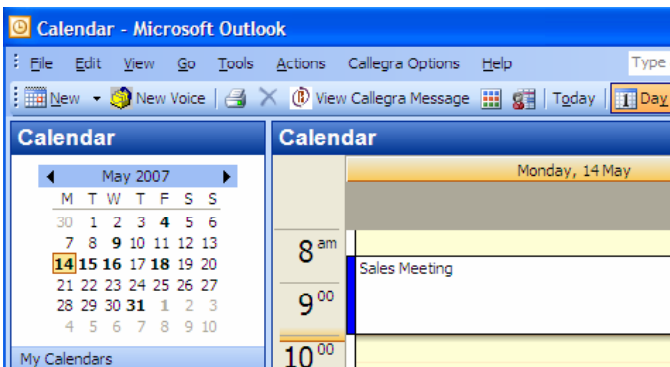 Calendar - Microsoft Outlook
File Edit View Go Tools Actions Callegra Options Help Type
New New Voice View Callegra Message Today 1 Day
Calendar
May 2007
M T W T F S S
30 1 2 3 4 5 6
7 8 9 10 11 12 13
14 15 16 17 18 19 20
21 22 23 24 25 26 27
28 29 30 31 1 2 3
4 5 6 7 8 9 10
My Calendars
Calendar
Monday, 14 May
8 am
Sales Meeting
9 00
10 00